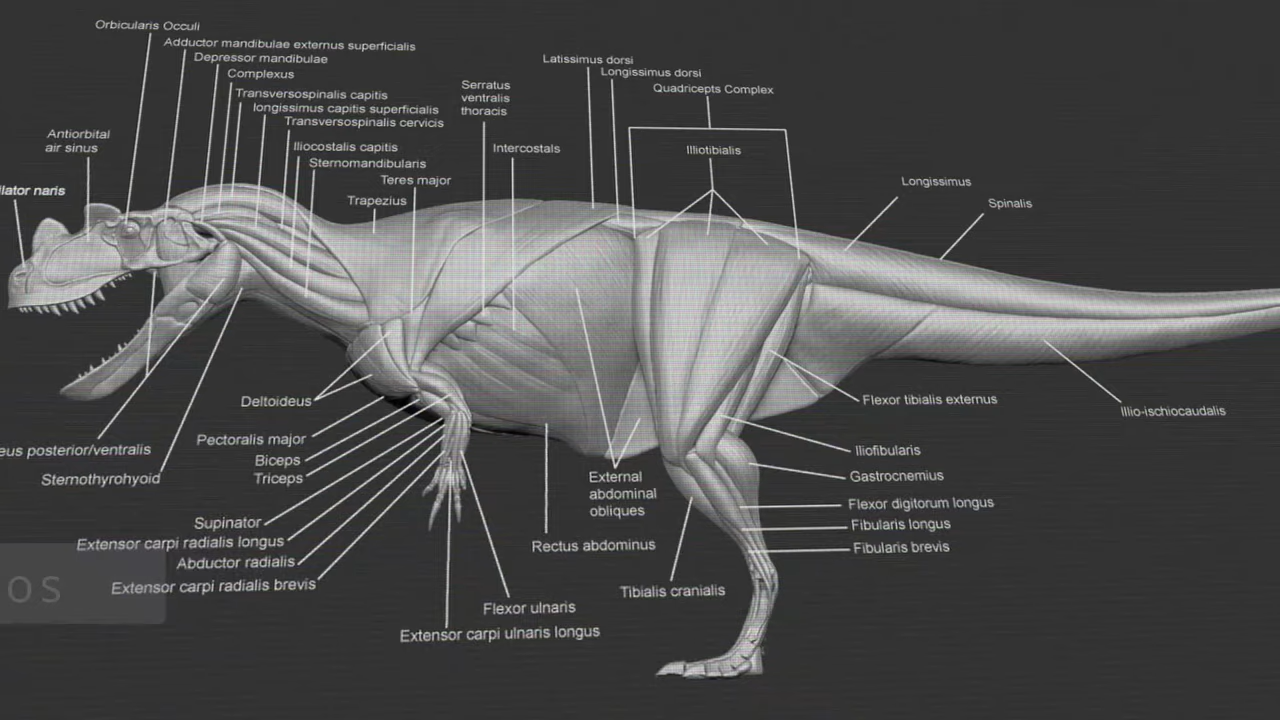 Orbicularis Occuli
Adductor mandibulae externus superficialis
Depressor mandibulae
Complexus
Transversospinalis capitis
longissimus capitis superficialis
Transversospinalis cervicis
Iliocostalis capitis
Sternomandibularis
Teres major
Trapezius
Antiorbital
air sinus
naris
Serratus
ventralis
thoracis
Intercostals
Latissimus dorsi
Longissimus dorsi
Quadricepts Complex
Illiotibialis
Longissimus
Spinalis
Deltoideus
Pectoralis major
Biceps
Triceps
posterior/ventralis
Sternothyrohyoid
Supinator
Extensor carpi radialis longus
Abductor radialis
Extensor carpi radialis brevis
Flexor ulnaris
Extensor carpi ulnaris longus
External
abdominal
obliques
Rectus abdominus
Tibialis cranialis
Flexor tibialis externus
Iliofibularis
Gastrocnemius
Flexor digitorum longus
Fibularis longus
Fibularis brevis
Illio-ischiocaudalis
os